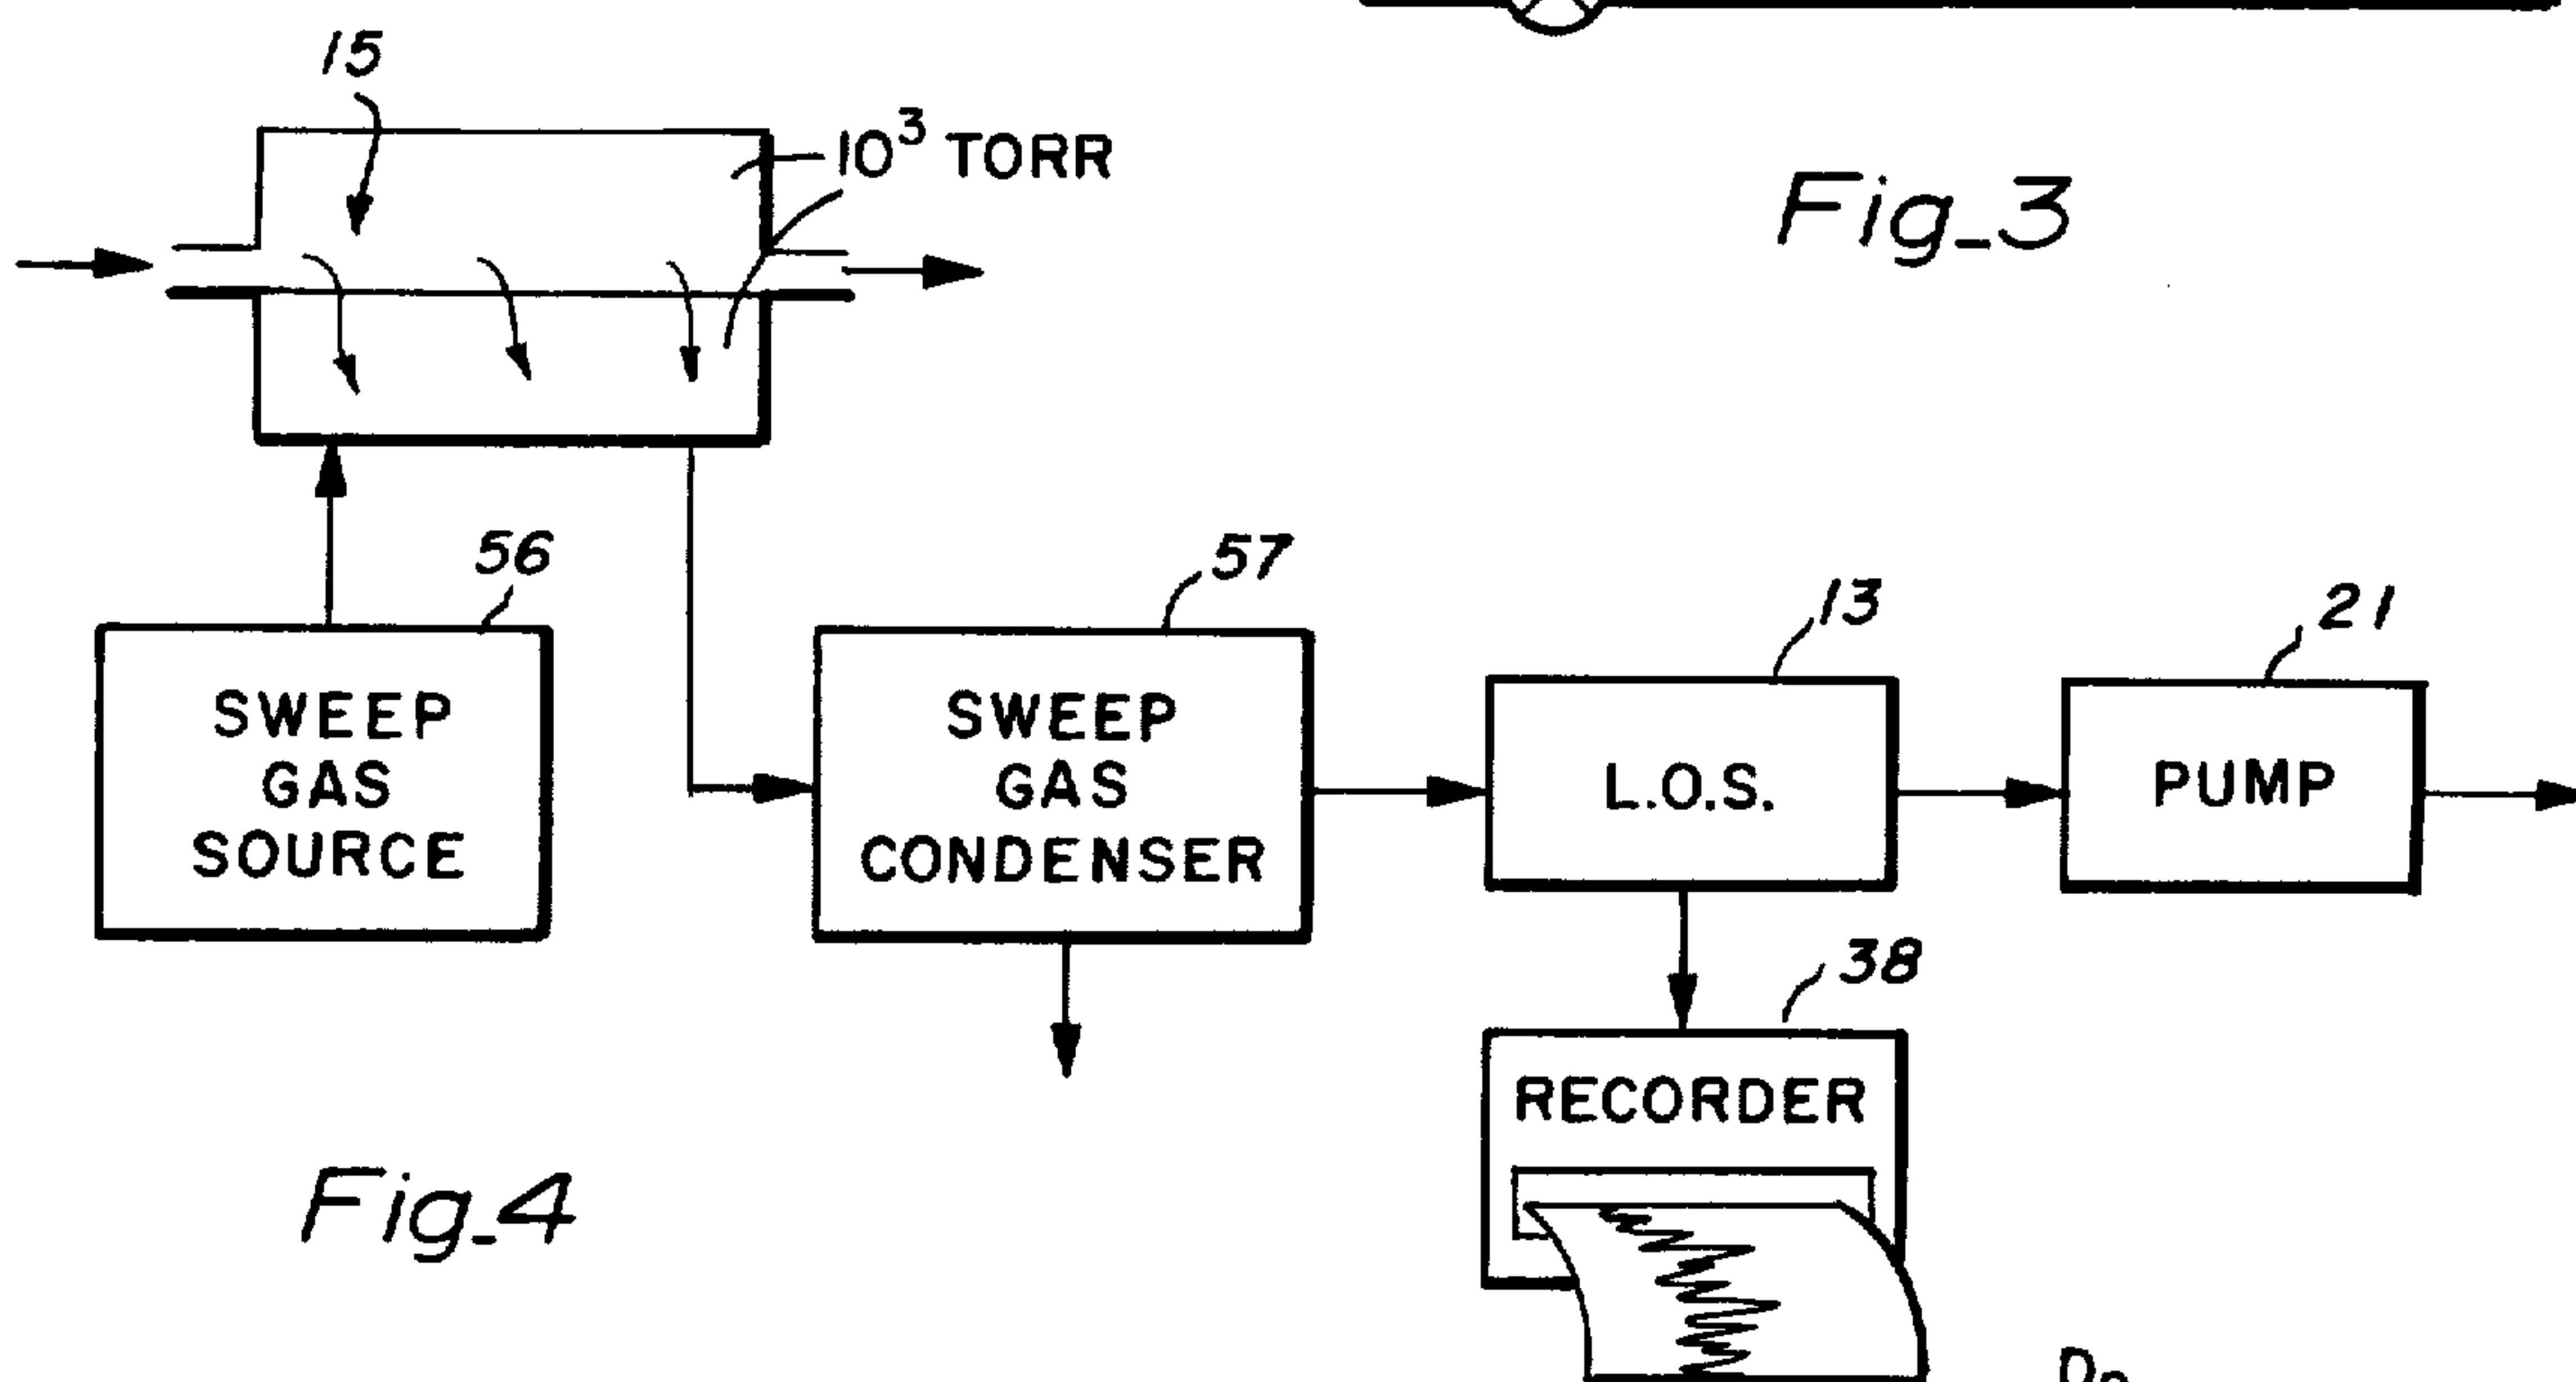 15
10³ TORR
Fig_3
56
57
13
21
SWEEP
GAS
SOURCE
SWEEP
GAS
CONDENSER
L.O.S.
PUMP
38
RECORDER
Fig_4